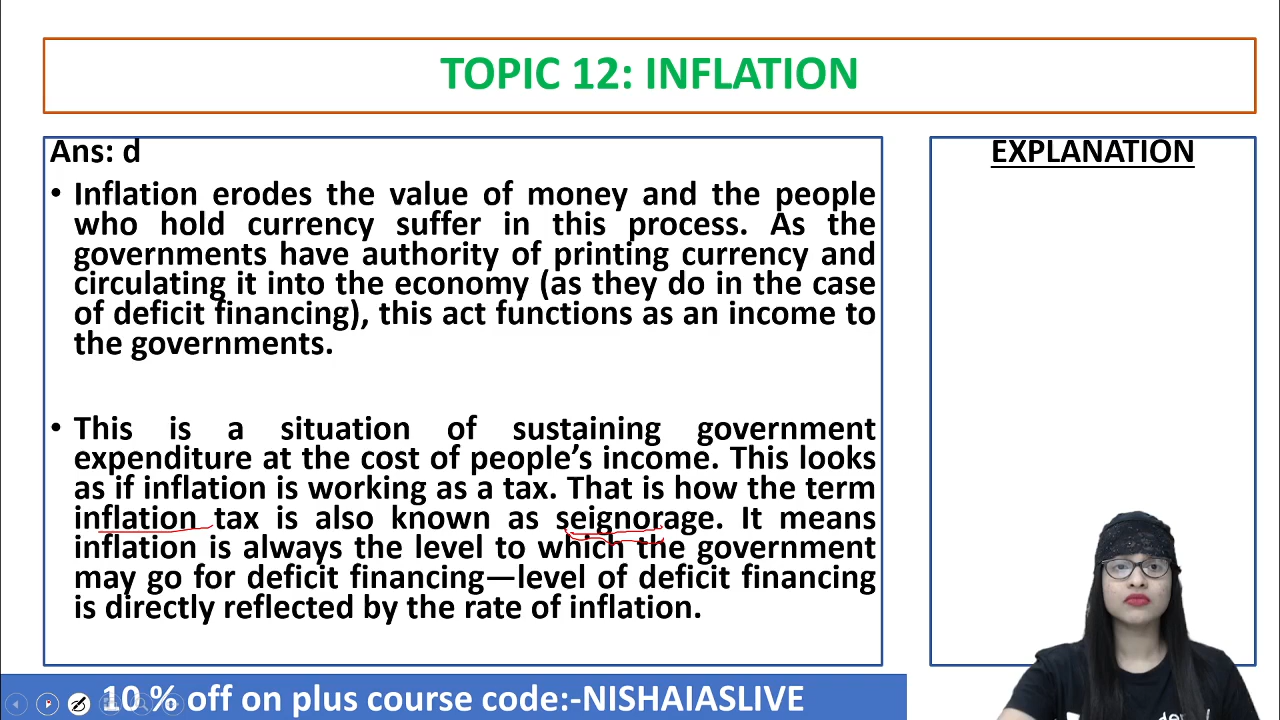 TOPIC 12: INFLATION
Ans: d
• Inflation erodes the value of money and the people
who hold currency suffer in this process. As the
governments have authority of printing currency and
circulating it into the economy (as they do in the case
of deficit financing), this act functions as an income to
the governments.
• This is a situation of sustaining government
expenditure at the cost of people’s income. This looks
as if inflation is working as a tax. That is how the term
inflation tax is also known as seignorage. It means
inflation is always the level to which the government
may go for deficit financing—level of deficit financing
is directly reflected by the rate of inflation.
EXPLANATION
10 % off on plus course code:-NISHAIASLIVE